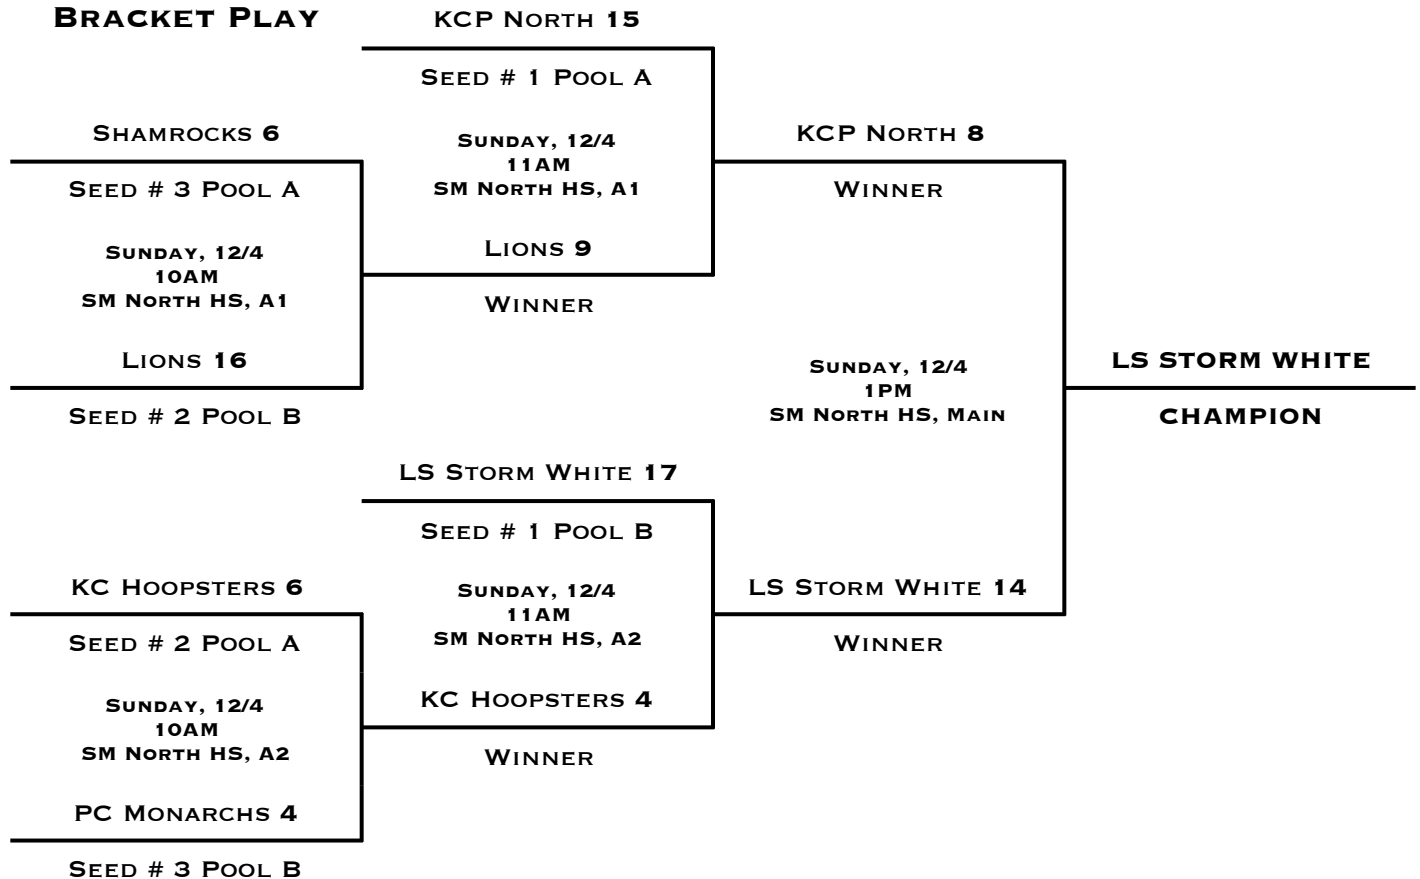 Bracket Play
KCP North 15
Seed # 1 Pool A
Shamrocks 6
Seed # 3 Pool A
Sunday, 12/4
11AM
SM North HS, A1
KCP North 8
Winner
Sunday, 12/4
10AM
SM North HS, A1
Lions 9
Winner
Lions 16
Seed # 2 Pool B
Sunday, 12/4
1PM
SM North HS, Main
LS STORM WHITE
CHAMPION
LS Storm White 17
Seed # 1 Pool B
KC Hoopsters 6
Seed # 2 Pool A
Sunday, 12/4
11AM
SM North HS, A2
LS Storm White 14
Winner
Sunday, 12/4
10AM
SM North HS, A2
KC Hoopsters 4
Winner
PC Monarchs 4
Seed # 3 Pool B